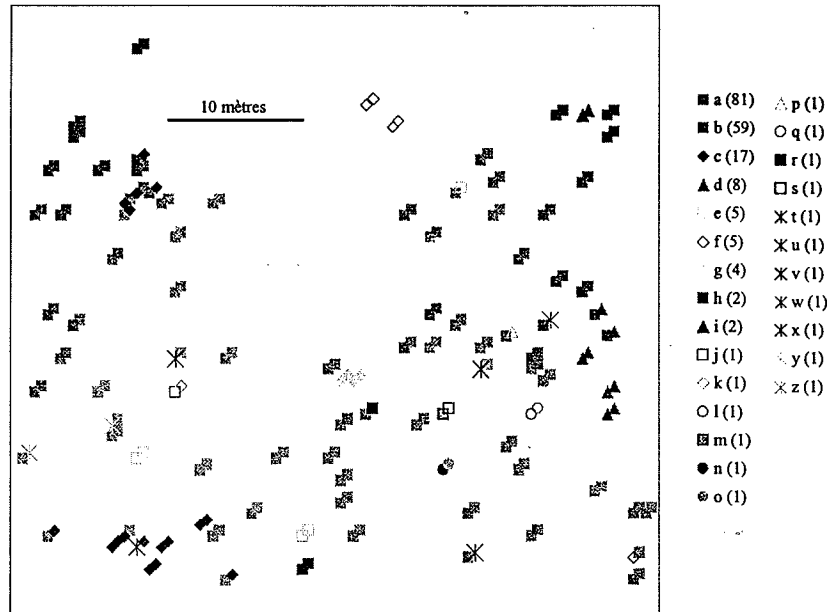 10 mètres
a (81)
b (59)
c (17)
d (8)
e (5)
f (5)
g (4)
h (2)
i (2)
j (1)
k (1)
l (1)
m (1)
n (1)
o (1)
p (1)
q (1)
r (1)
s (1)
t (1)
u (1)
v (1)
w (1)
x (1)
y (1)
z (1)